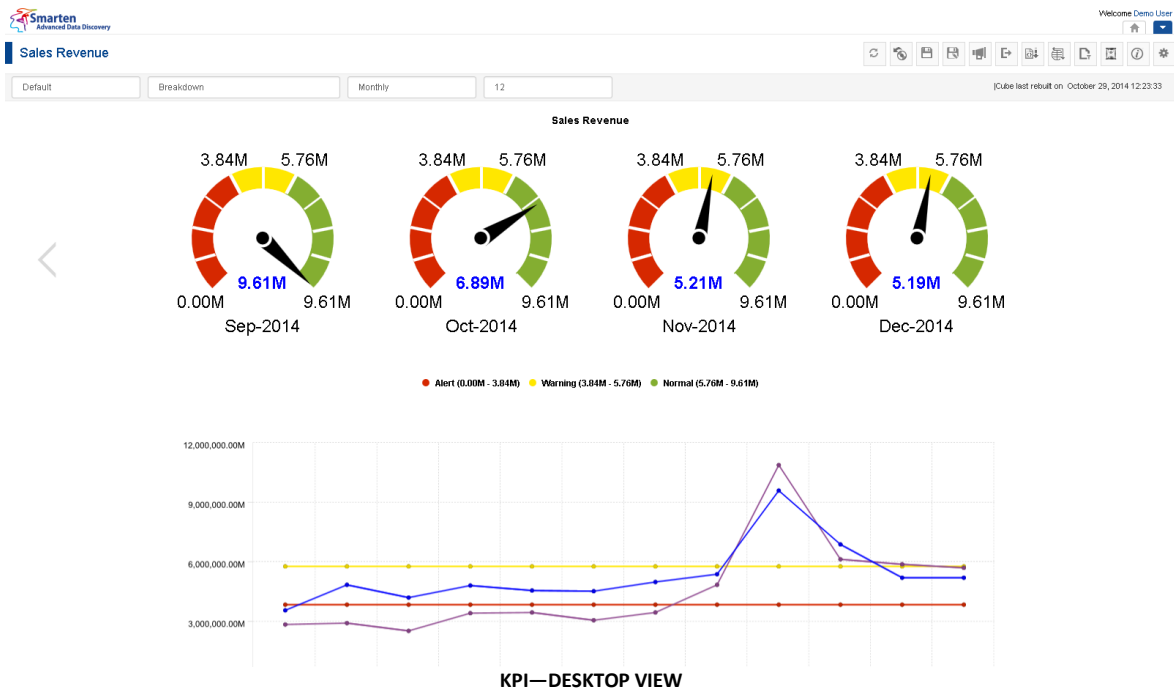 Smarten
Advanced Data Discovery
Welcome Demo User
Sales Revenue
Default
Breakdown
Monthly
12
|Cube last rebuilt on October 29, 2014 12:23:33
Sales Revenue
3.84M 5.76M
3.84M 5.76M
3.84M 5.76M
3.84M 5.76M
9.61M
6.89M
5.21M
5.19M
0.00M 9.61M
0.00M 9.61M
0.00M 9.61M
0.00M 9.61M
Sep-2014
Oct-2014
Nov-2014
Dec-2014
Alert (0.00M - 3.84M)
Warning (3.84M - 5.76M)
Normal (5.76M - 9.61M)
12,000,000.00M
9,000,000.00M
6,000,000.00M
3,000,000.00M
KPI—DESKTOP VIEW